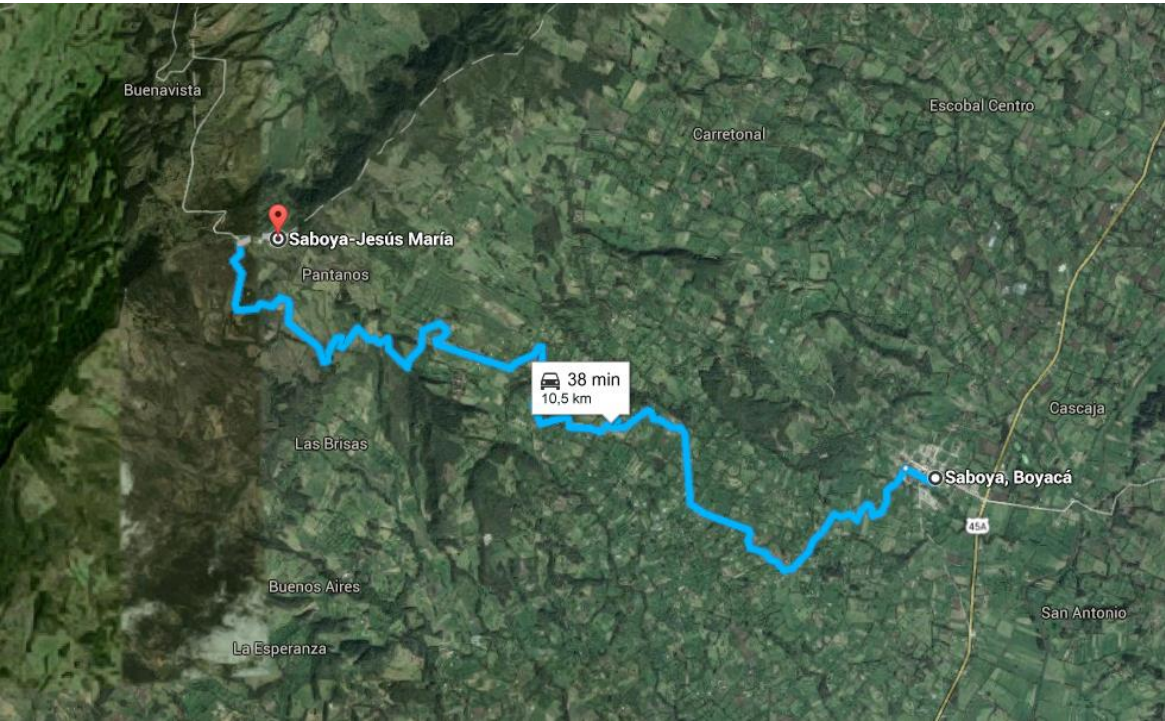 Buenavista
Escobal Centro
Carretonal
Saboya-Jesús María
Pantanos
38 min
10,5 km
Cascaja
Las Brisas
Saboyá, Boyacá
45A
Buenos Aires
San Antonio
La Esperanza